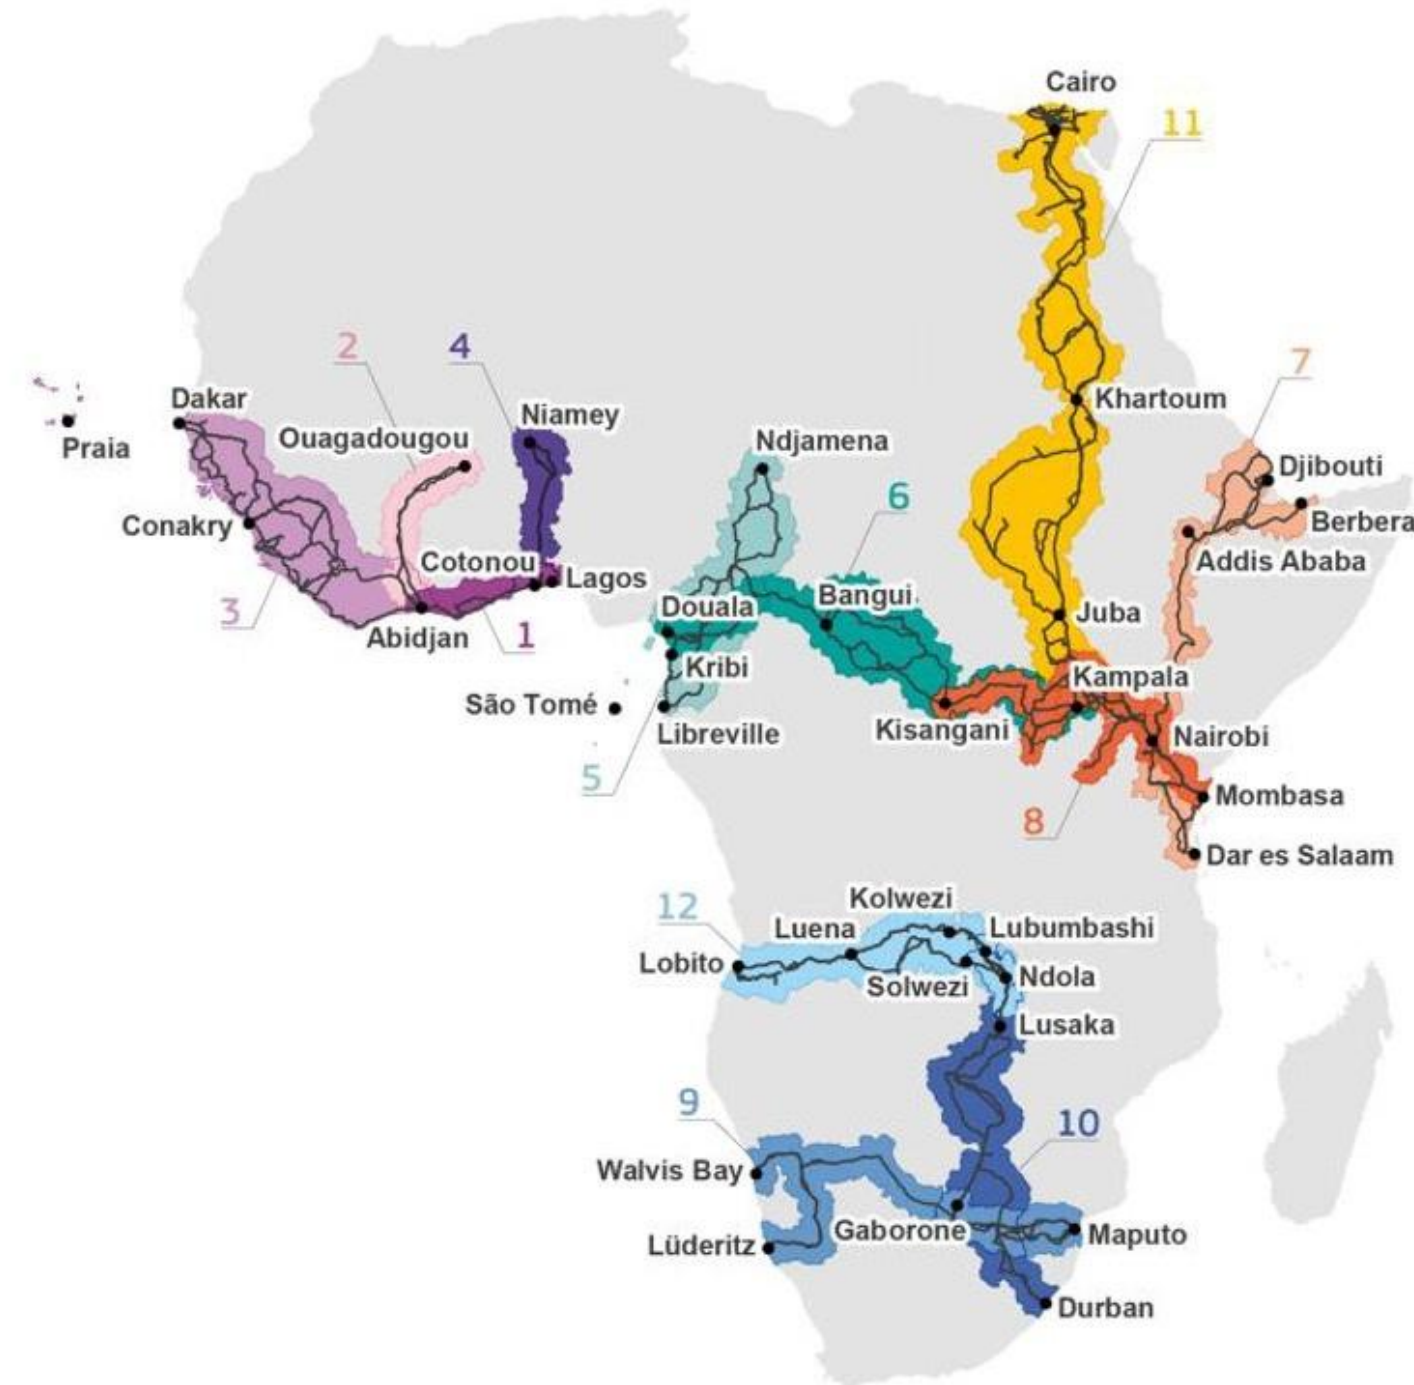 Cairo
11
2
4
7
Dakar
Niamey
Khartoum
Praia
Ouagadougou
Ndjamena
Djibouti
6
Berbera
Conakry
Cotonou
Lagos
Addis Ababa
3
Douala
Bangui
Juba
Abidjan
1
Kribi
Kampala
São Tomé
Libreville
Kisangani
Nairobi
5
8
Mombasa
Dar es Salaam
12
Kolwezi
Luena
Lubumbashi
Lobito
Solwezi
Ndola
Lusaka
9
10
Walvis Bay
Gaborone
Maputo
Lüderitz
Durban